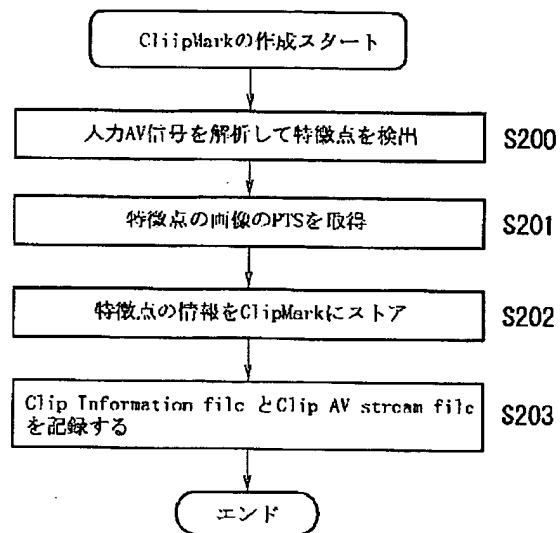 CliipMarkの作成スタート
入力AV信号を解析して特徴点を検出
S200
特徴点の画像のPTSを取得
S201
特徴点の情報をClipMarkにストア
S202
Clip Information file とClip AV stream file
を記録する
S203
エンド